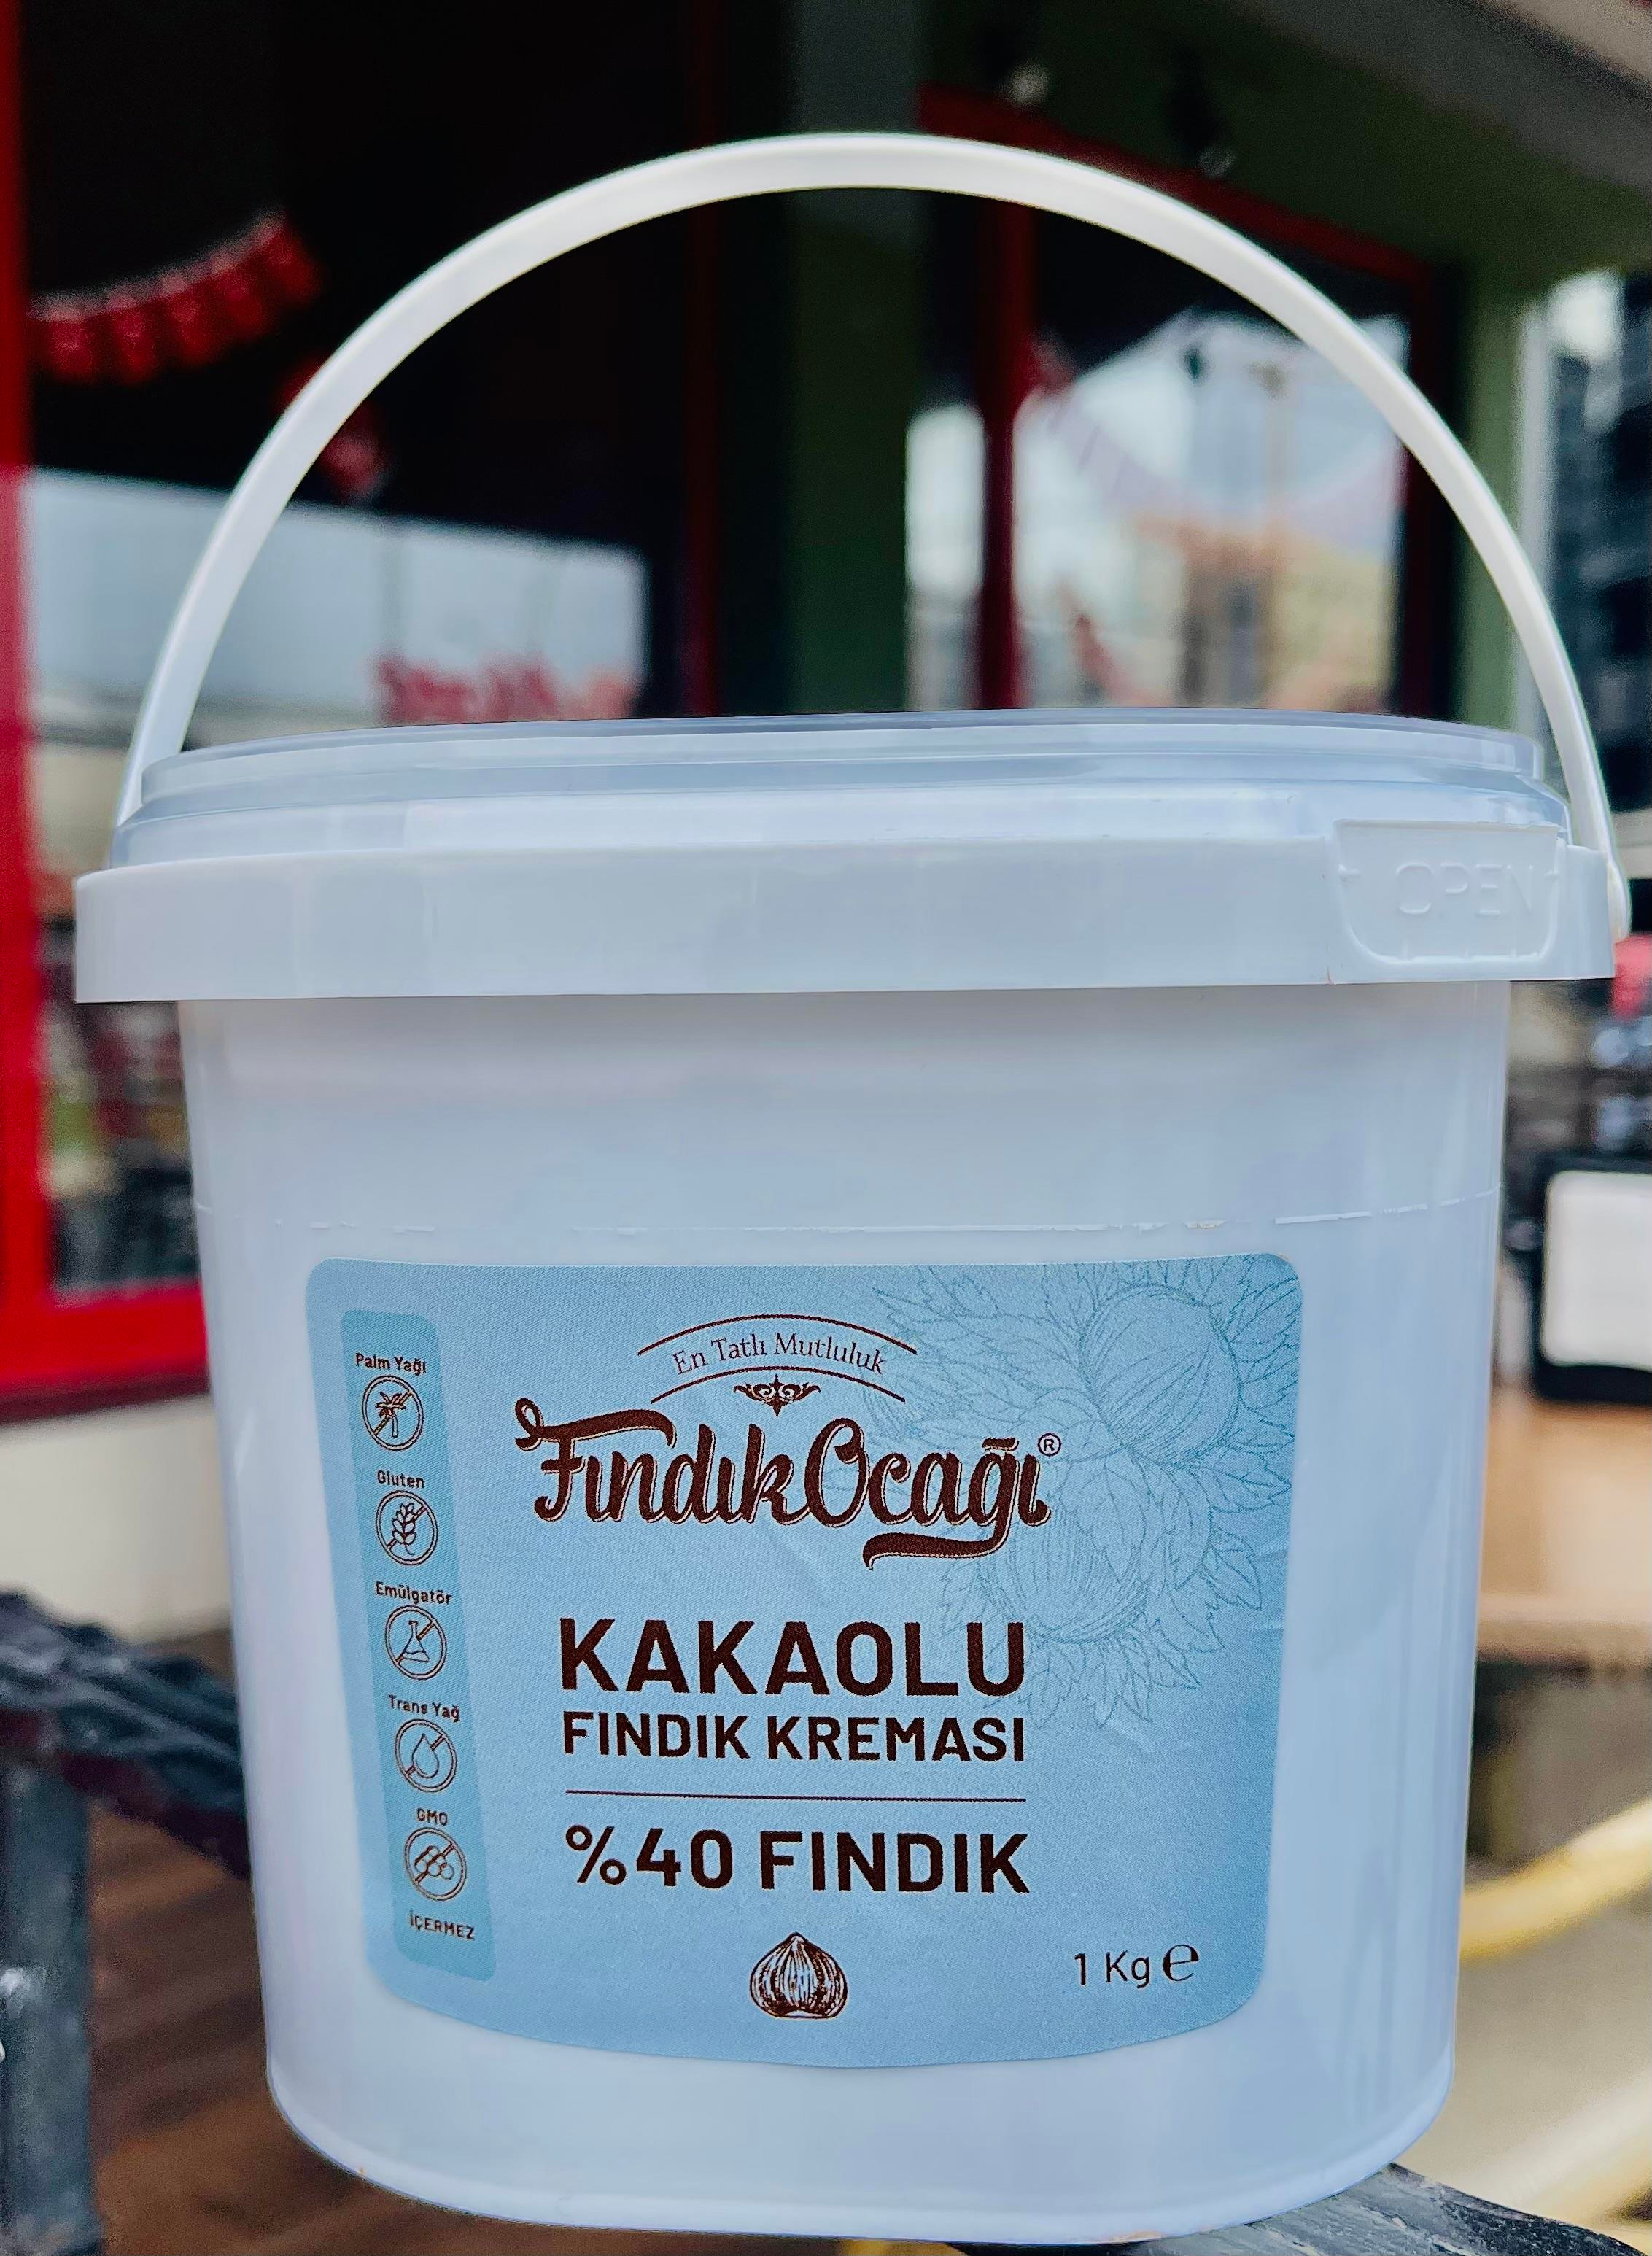 OPEN
En Tatlı Mutluluk
FındıkOcağı®
KAKAOLU
FINDIK KREMASI
%40 FINDIK
1 Kg ℮
Palm Yağı
Gluten
Emülgatör
Trans Yağ
GMO
İÇERMEZ